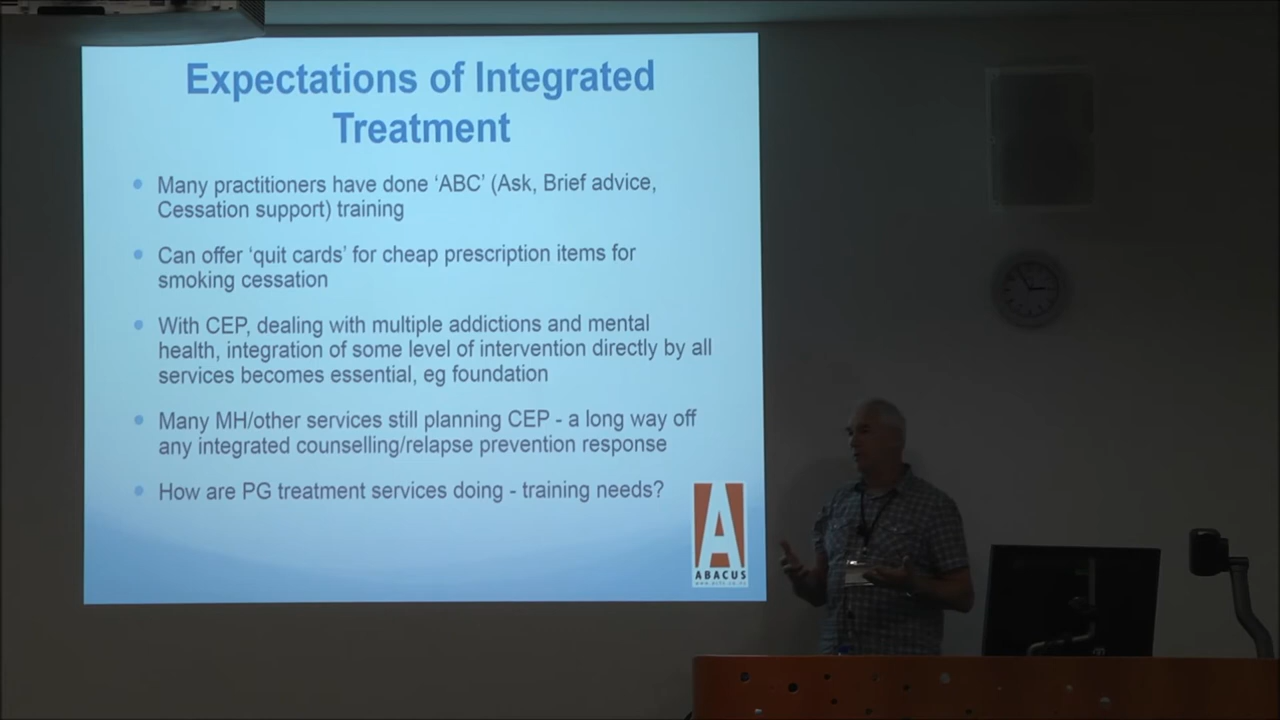 Expectations of Integrated
Treatment
Many practitioners have done ‘ABC’ (Ask, Brief advice,
Cessation support) training
Can offer ‘quit cards’ for cheap prescription items for
smoking cessation
With CEP, dealing with multiple addictions and mental
health, integration of some level of intervention directly by all
services becomes essential, eg foundation
Many MH/other services still planning CEP - a long way off
any integrated counselling/relapse prevention response
How are PG treatment services doing - training needs?
A
ABACUS